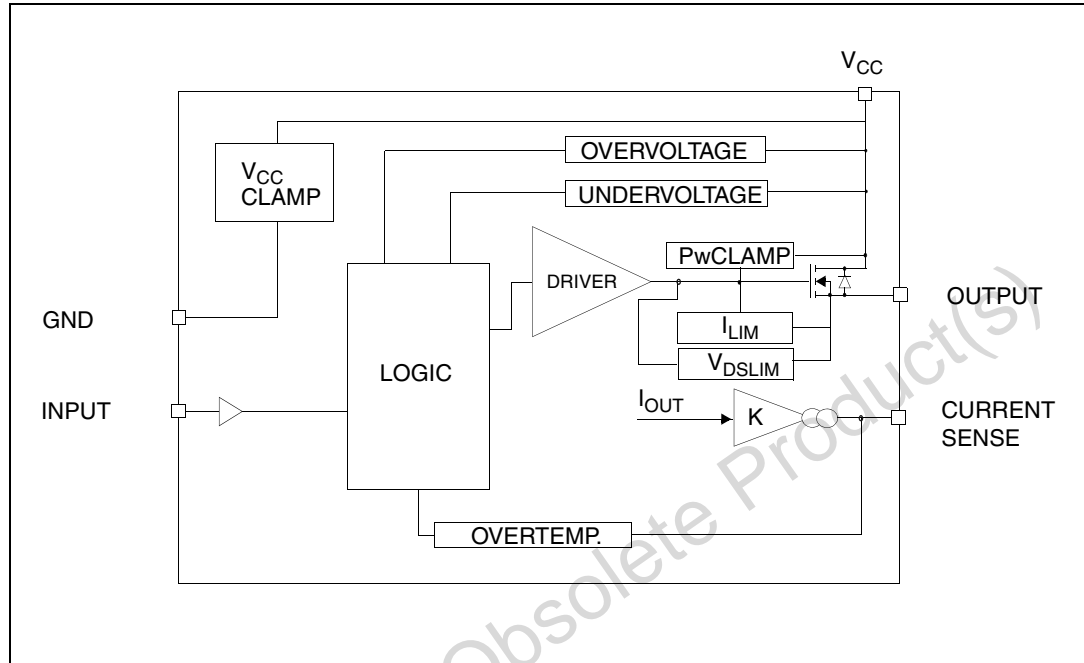 V_CC
V_CC
CLAMP
OVERVOLTAGE
UNDERVOLTAGE
PwCLAMP
DRIVER
OUTPUT
GND
I_LIM
LOGIC
V_DSLIM
INPUT
I_OUT
K
CURRENT
SENSE
OVERTEMP.
Obsolete Product(s)